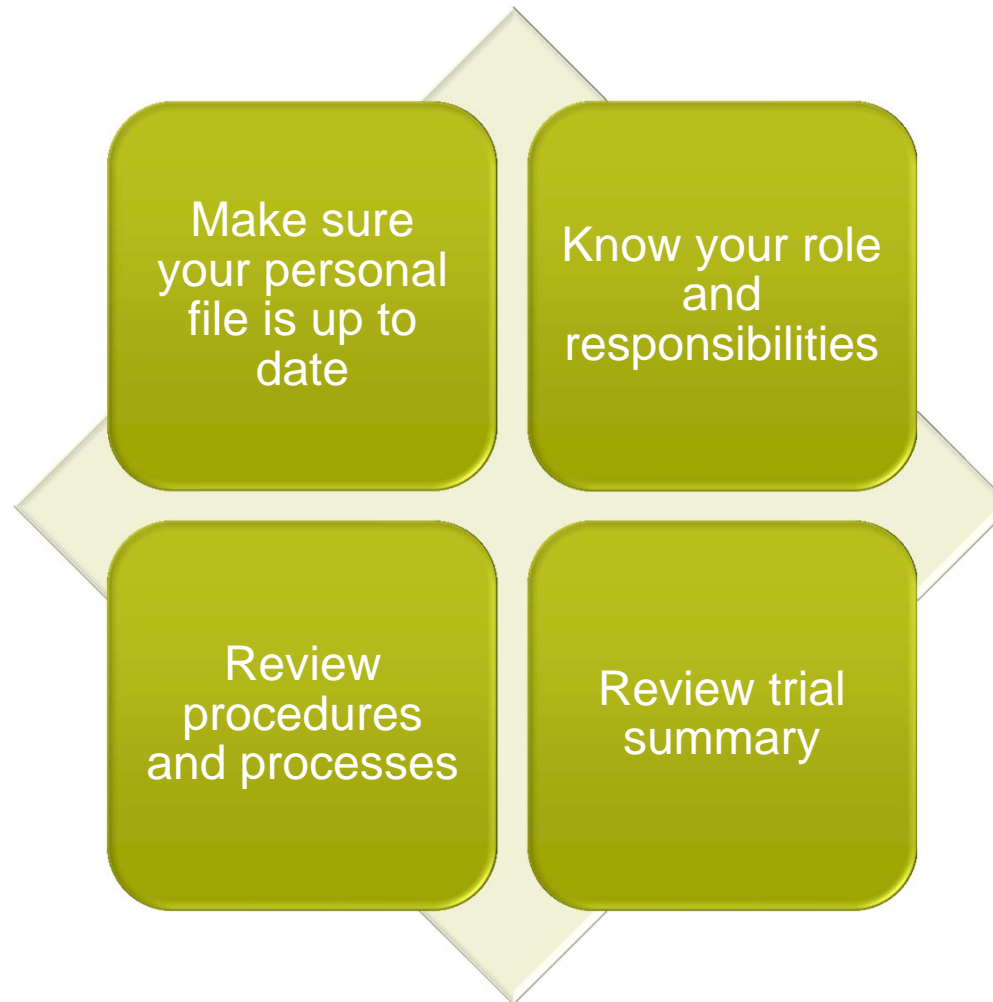 Make sure
your personal
file is up to
date
Know your role
and
responsibilities
Review
procedures
and processes
Review trial
summary